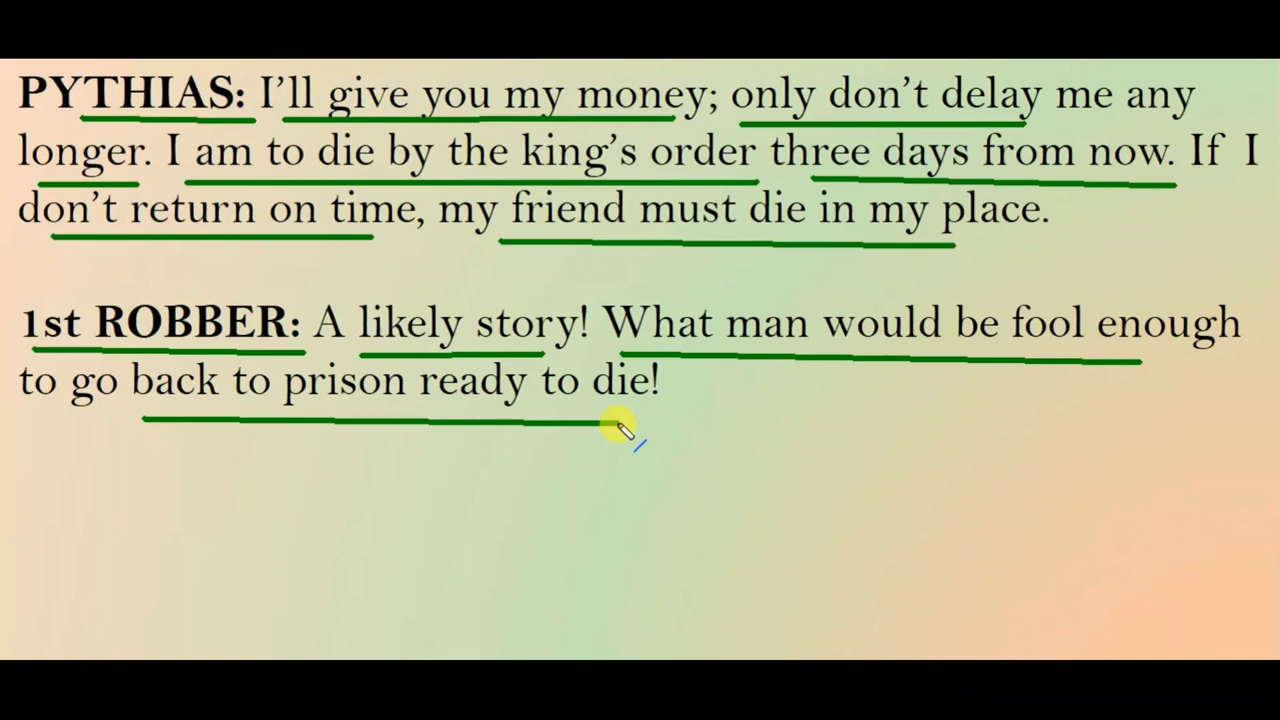 PYTHIAS: I’ll give you my money; only don’t delay me any
longer. I am to die by the king’s order three days from now. If I
don’t return on time, my friend must die in my place.
1st ROBBER: A likely story! What man would be fool enough
to go back to prison ready to die!